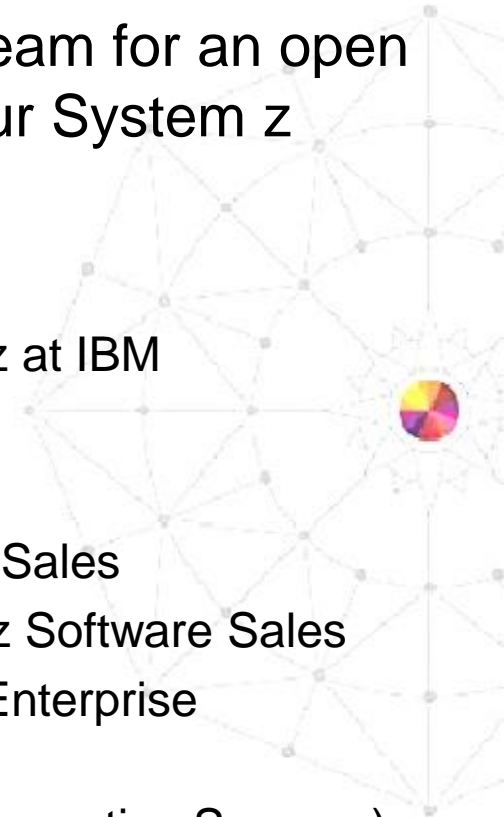 eam for an open
ur System z
z at IBM
Sales
z Software Sales
Enterprise